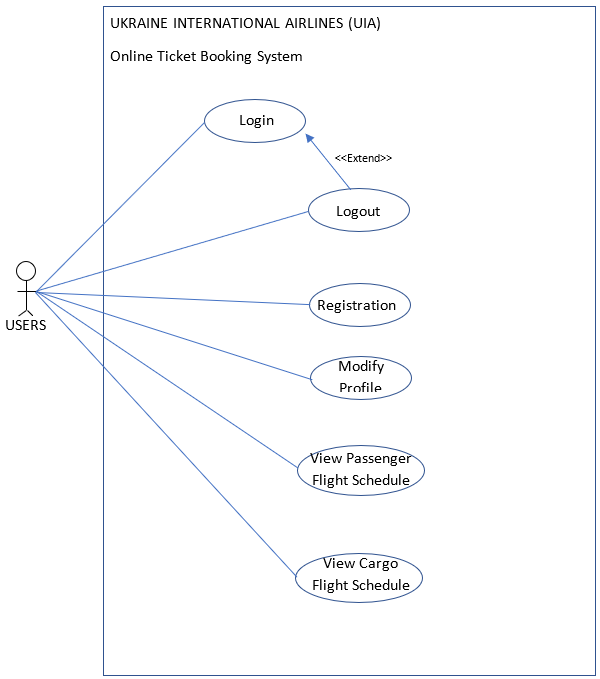 UKRAINE INTERNATIONAL AIRLINES (UIA)
Online Ticket Booking System
Login
<<Extend>>
Logout
Registration
USERS
Modify
Profile
View Passenger
Flight Schedule
View Cargo
Flight Schedule